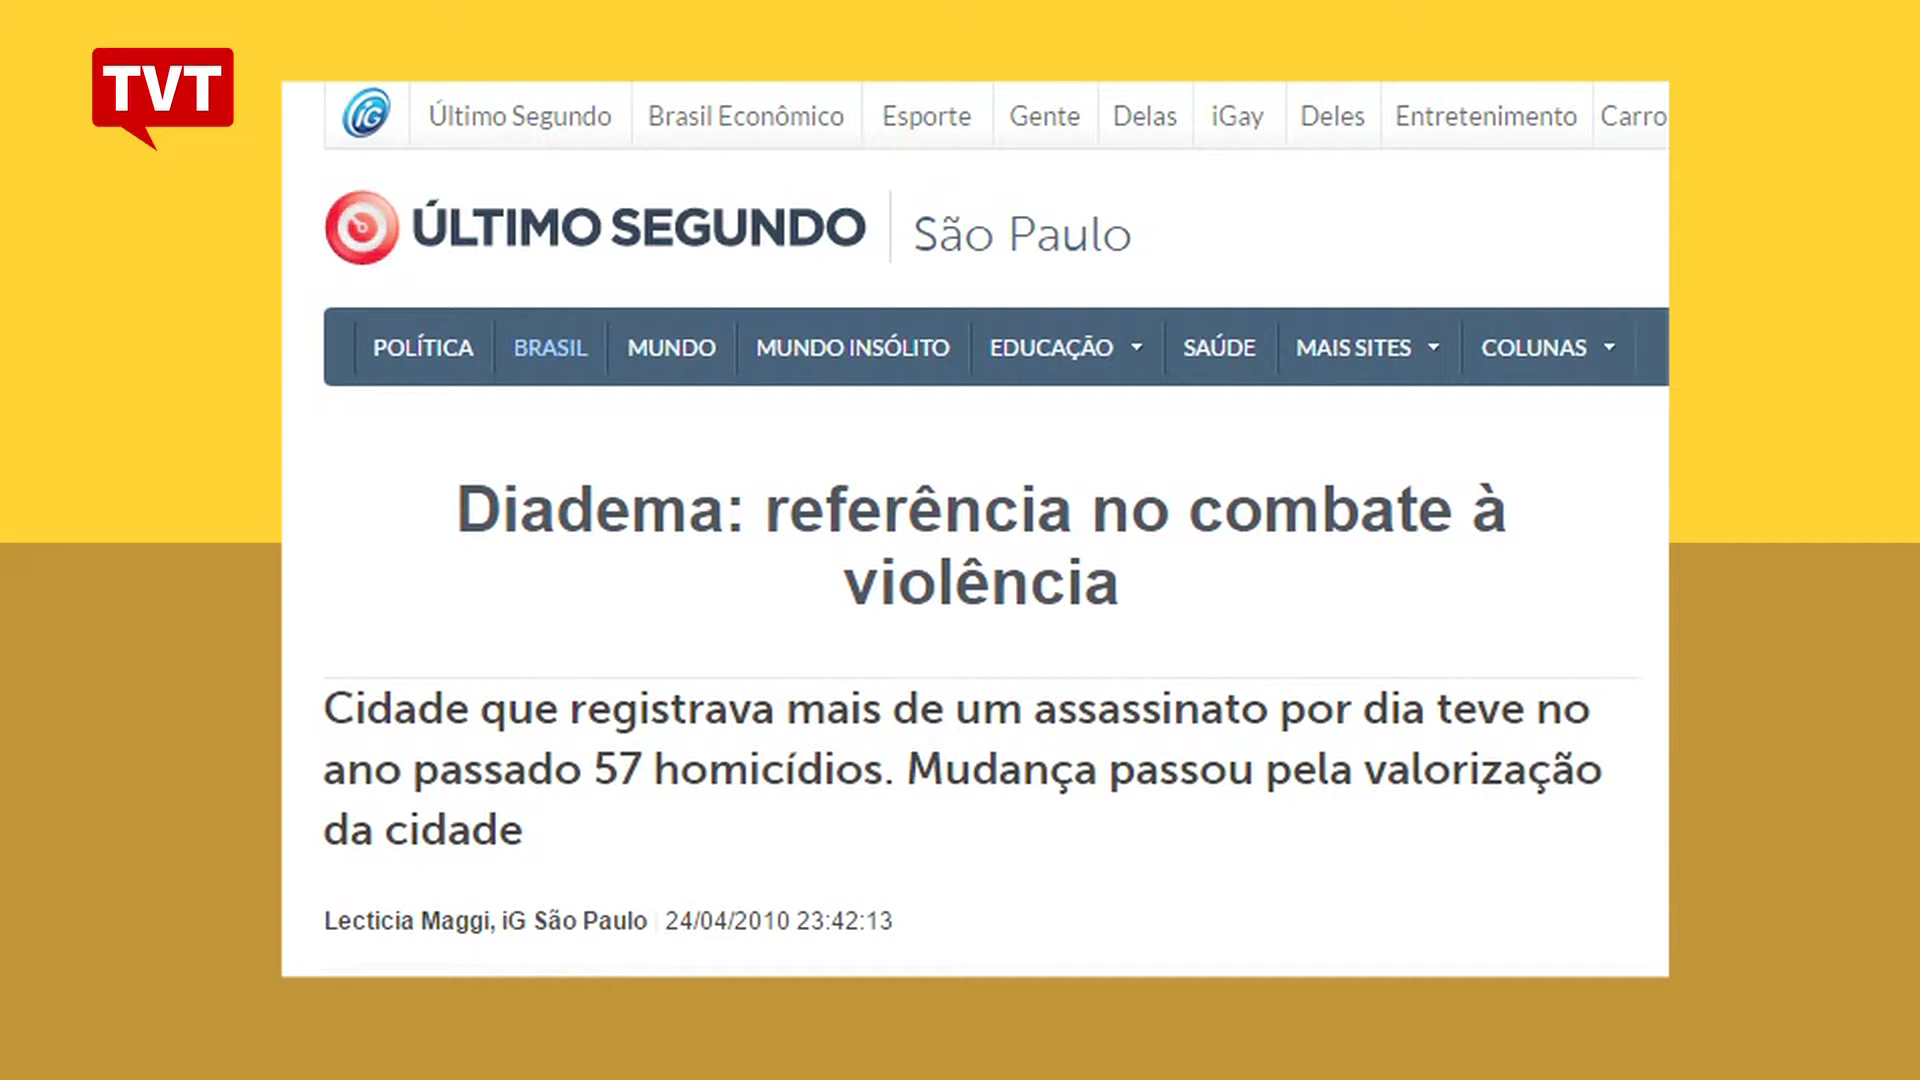 TVT
iG
Último Segundo
Brasil Econômico
Esporte
Gente
Delas
iGay
Deles
Entretenimento
Carro
ÚLTIMO SEGUNDO
São Paulo
POLÍTICA
BRASIL
MUNDO
MUNDO INSÓLITO
EDUCAÇÃO
SAÚDE
MAIS SITES
COLUNAS
Diadema: referência no combate à
violência
Cidade que registrava mais de um assassinato por dia teve no
ano passado 57 homicídios. Mudança passou pela valorização
da cidade
Lecticia Maggi, iG São Paulo 24/04/2010 23:42:13